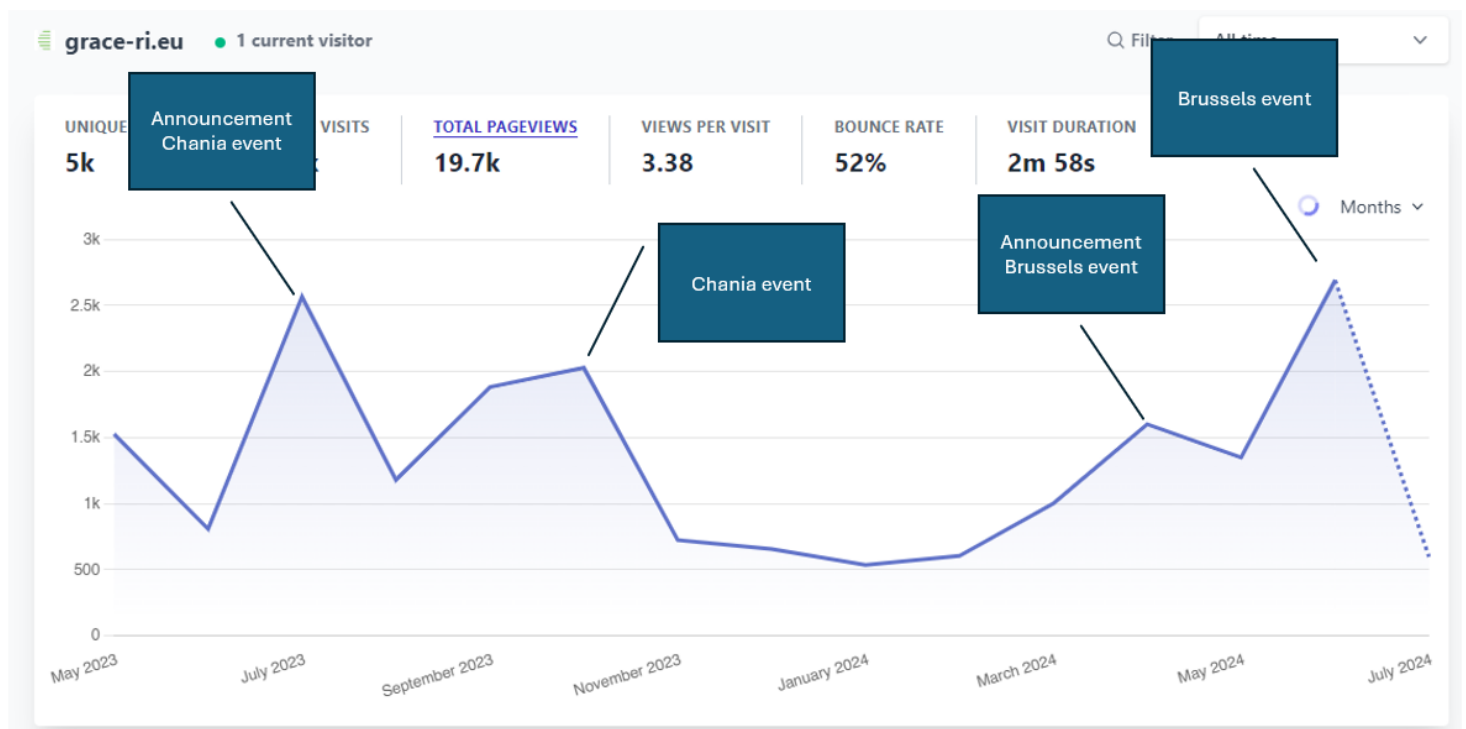 grace-ri.eu
1 current visitor
Announcement
Chania event
Brussels event
UNIQUE
VISITS
TOTAL PAGEVIEWS
VIEWS PER VISIT
BOUNCE RATE
VISIT DURATION
5k
19.7k
3.38
52%
2m 58s
Months
Chania event
Announcement
Brussels event
3k
2.5k
2k
1.5k
1k
500
0
May 2023
July 2023
September 2023
November 2023
January 2024
March 2024
May 2024
July 2024